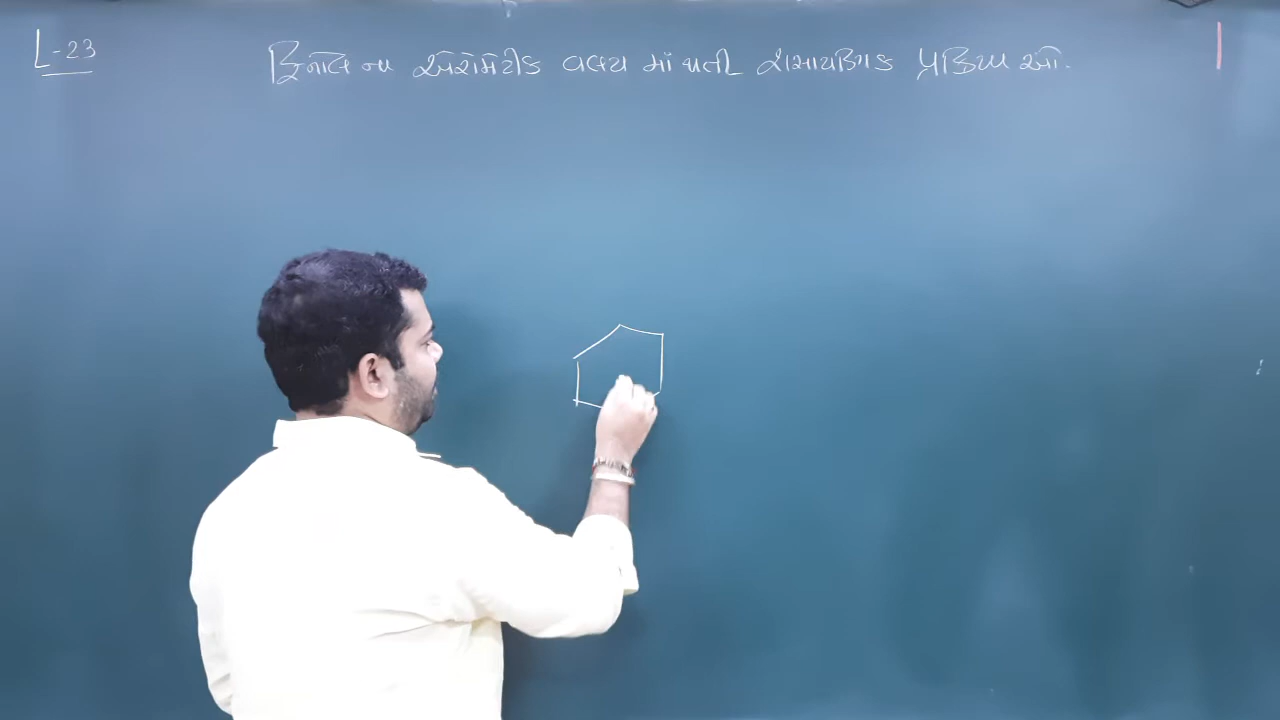 L-23
ફિનોલ ના એરોમેટીક વલય માં થતી રાસાયણિક પ્રક્રિયા ઓ.